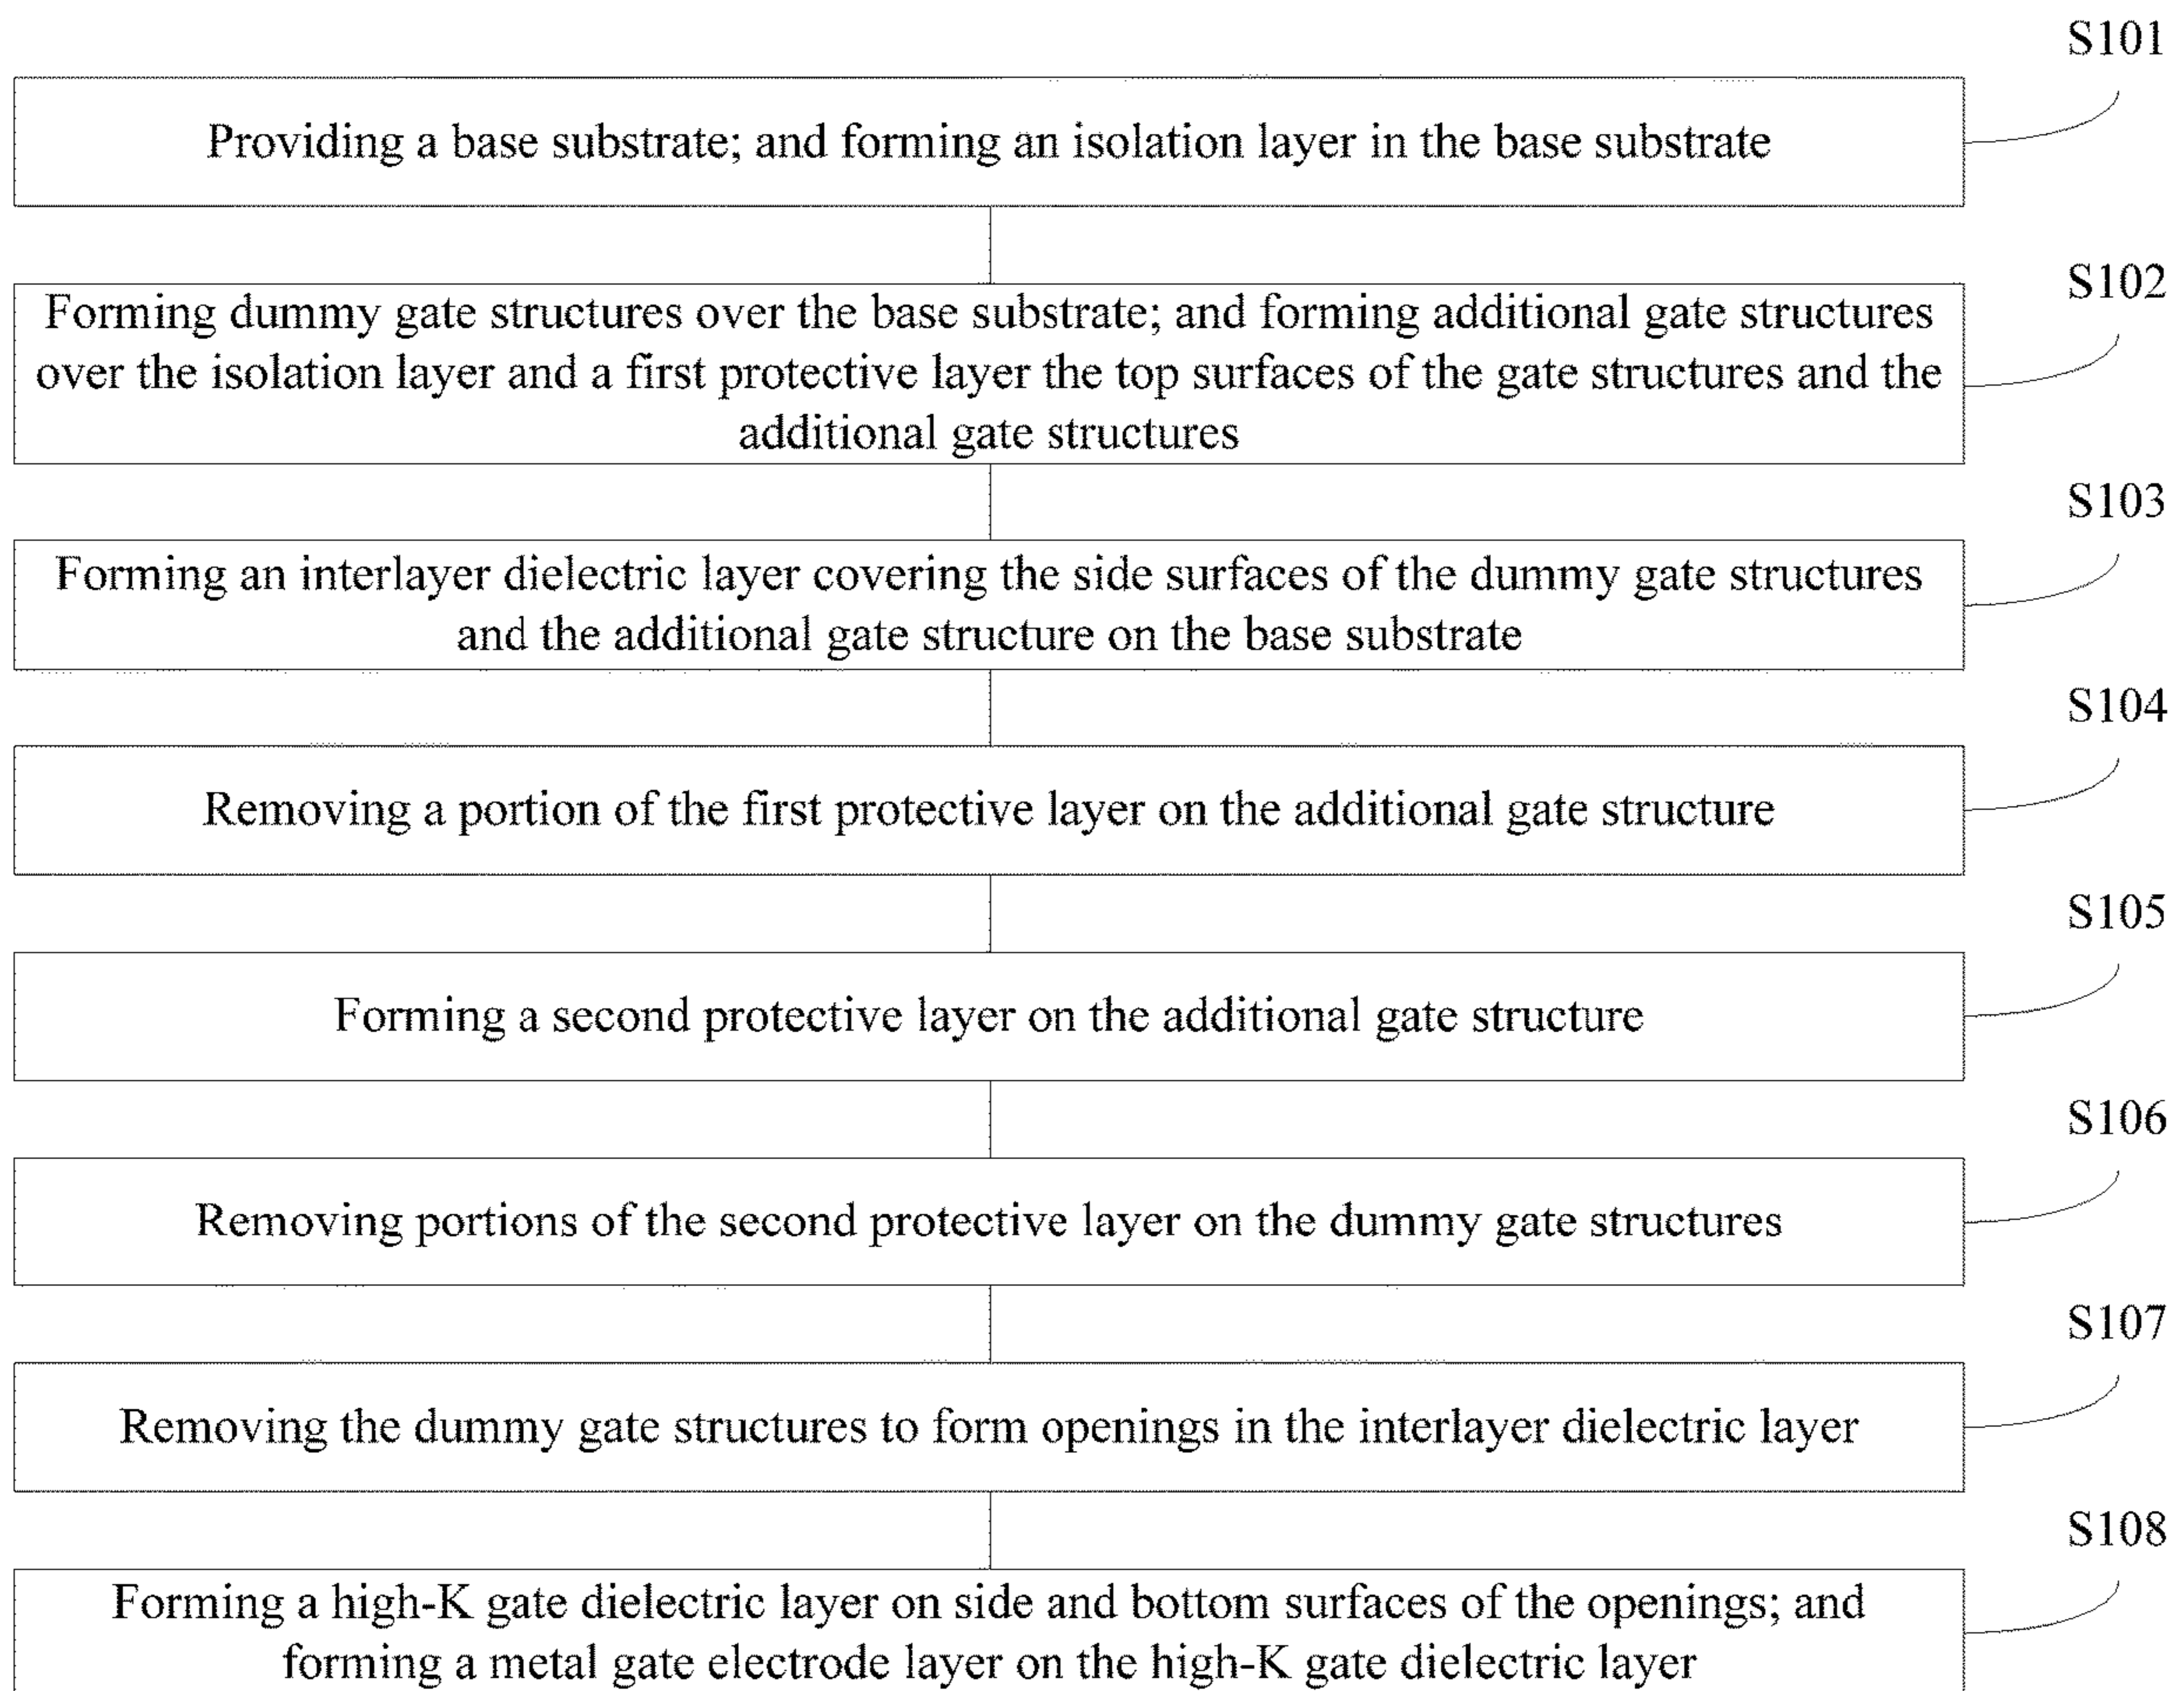 S101
Providing a base substrate; and forming an isolation layer in the base substrate
S102
Forming dummy gate structures over the base substrate; and forming additional gate structures
over the isolation layer and a first protective layer the top surfaces of the gate structures and the
additional gate structures
S103
Forming an interlayer dielectric layer covering the side surfaces of the dummy gate structures
and the additional gate structure on the base substrate
S104
Removing a portion of the first protective layer on the additional gate structure
S105
Forming a second protective layer on the additional gate structure
S106
Removing portions of the second protective layer on the dummy gate structures
S107
Removing the dummy gate structures to form openings in the interlayer dielectric layer
S108
Forming a high-K gate dielectric layer on side and bottom surfaces of the openings; and
forming a metal gate electrode layer on the high-K gate dielectric layer